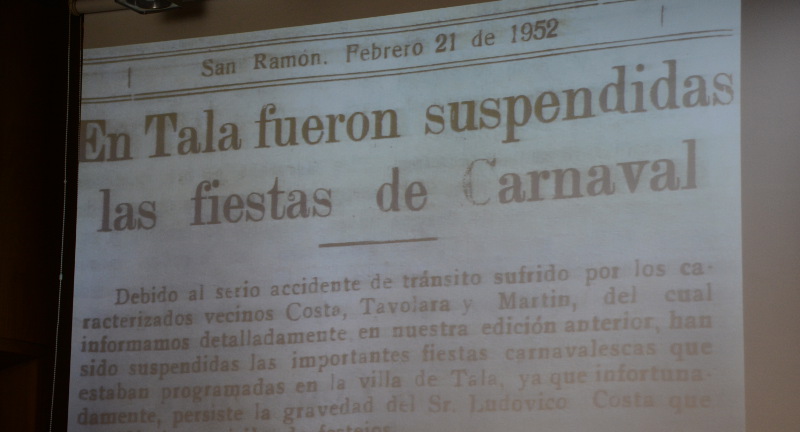 San Ramón. Febrero 21 de 1952
En Tala fueron suspendidas
las fiestas de Carnaval
Debido al serio accidente de tránsito sufrido por los ca-
racterizados vecinos Costa, Tavolara y Martin, del cual
informamos detalladamente en nuestra edición anterior, han
sido suspendidas las importantes fiestas carnavalescas que
estaban programadas en la villa de Tala, ya que infortuna-
damente, persiste la gravedad del Sr. Ludovico Costa que
festejos